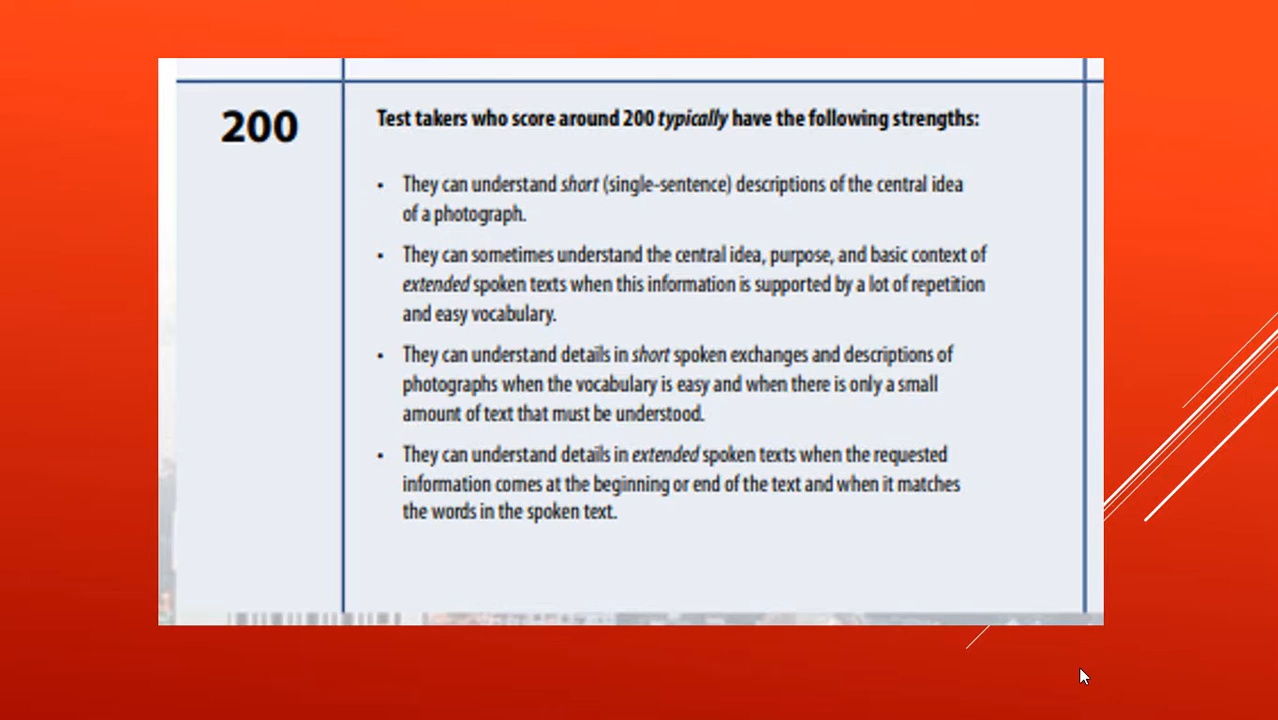 200
Test takers who score around 200 typically have the following strengths:
• They can understand short (single-sentence) descriptions of the central idea
of a photograph.
• They can sometimes understand the central idea, purpose, and basic context of
extended spoken texts when this information is supported by a lot of repetition
and easy vocabulary.
• They can understand details in short spoken exchanges and descriptions of
photographs when the vocabulary is easy and when there is only a small
amount of text that must be understood.
• They can understand details in extended spoken texts when the requested
information comes at the beginning or end of the text and when it matches
the words in the spoken text.